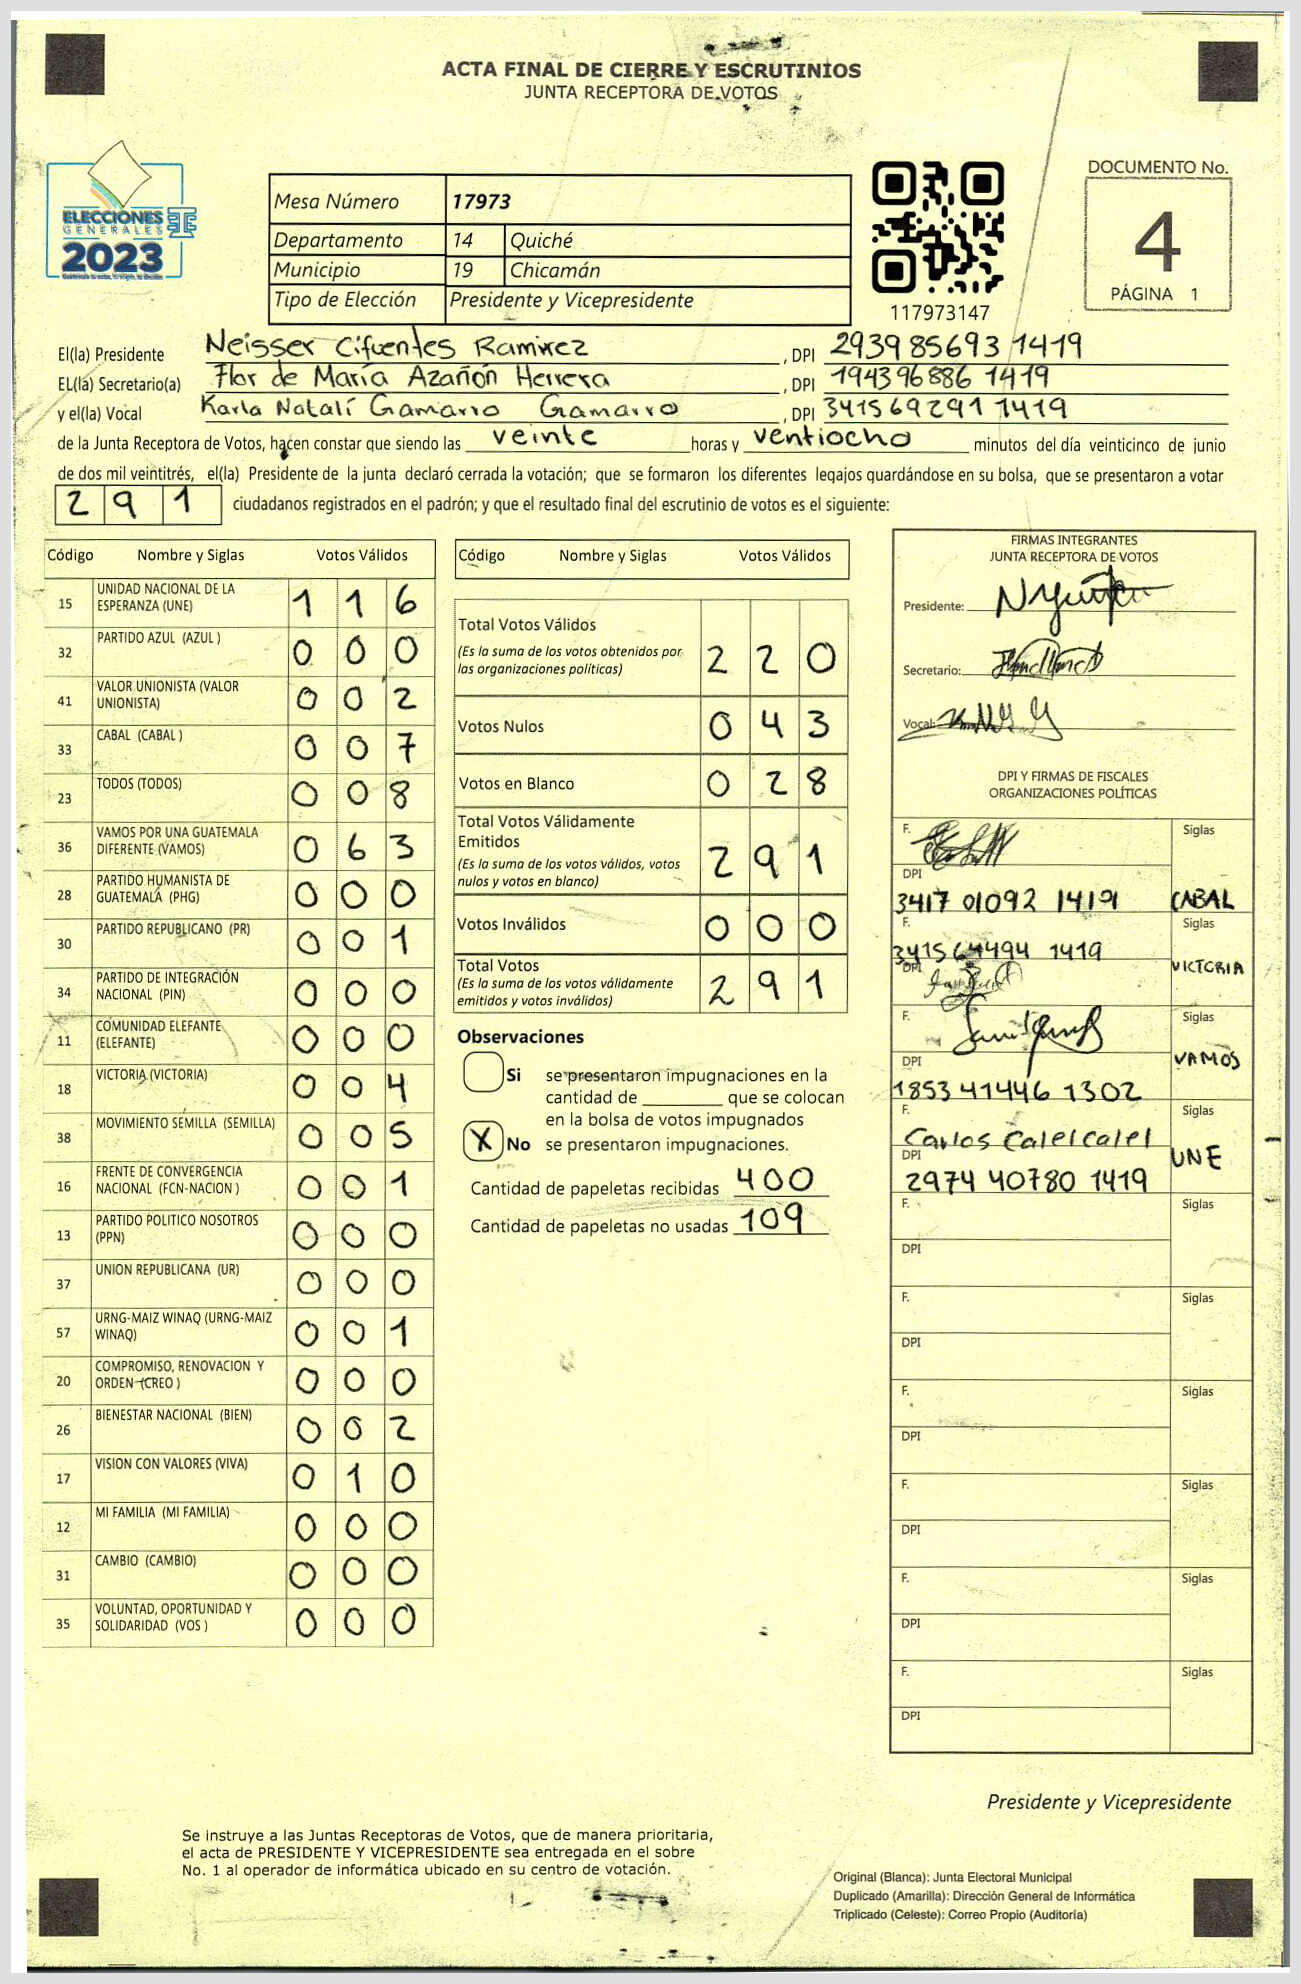 ACTA FINAL DE CIERRE Y ESCRUTINIOS
JUNTA RECEPTORA DE VOTOS
ELECCIONES
GENERALES
2023
Mesa Número 17973
Departamento 14 Quiché
Municipio 19 Chicamán
Tipo de Elección Presidente y Vicepresidente
117973147
DOCUMENTO No.
4
PÁGINA 1
El(la) Presidente Neisser Cifuentes Ramirez , DPI 2939 85693 1419
EL(la) Secretario(a) Flor de María Azañón Herrera , DPI 1943 96886 1419
y el(la) Vocal Karla Natalí Gamarro Gamarro , DPI 3415 69291 1419
de la Junta Receptora de Votos, hacen constar que siendo las veinte horas y ventiocho minutos del día veinticinco de junio
de dos mil veintitrés, el(la) Presidente de la junta declaró cerrada la votación; que se formaron los diferentes legajos guardándose en su bolsa, que se presentaron a votar
291 ciudadanos registrados en el padrón; y que el resultado final del escrutinio de votos es el siguiente:
Código Nombre y Siglas Votos Válidos
15 UNIDAD NACIONAL DE LA ESPERANZA (UNE) 1 1 6
32 PARTIDO AZUL (AZUL ) 0 0 0
41 VALOR UNIONISTA (VALOR UNIONISTA) 0 0 2
33 CABAL (CABAL ) 0 0 7
23 TODOS (TODOS) 0 0 8
36 VAMOS POR UNA GUATEMALA DIFERENTE (VAMOS) 0 6 3
28 PARTIDO HUMANISTA DE GUATEMALA (PHG) 0 0 0
30 PARTIDO REPUBLICANO (PR) 0 0 1
34 PARTIDO DE INTEGRACIÓN NACIONAL (PIN) 0 0 0
11 COMUNIDAD ELEFANTE (ELEFANTE) 0 0 0
18 VICTORIA (VICTORIA) 0 0 4
38 MOVIMIENTO SEMILLA (SEMILLA) 0 0 5
16 FRENTE DE CONVERGENCIA NACIONAL (FCN-NACION ) 0 0 1
13 PARTIDO POLITICO NOSOTROS (PPN) 0 0 0
37 UNION REPUBLICANA (UR) 0 0 0
57 URNG-MAIZ WINAQ (URNG-MAIZ WINAQ) 0 0 1
20 COMPROMISO, RENOVACION Y ORDEN (CREO ) 0 0 0
26 BIENESTAR NACIONAL (BIEN) 0 0 2
17 VISION CON VALORES (VIVA) 0 1 0
12 MI FAMILIA (MI FAMILIA) 0 0 0
31 CAMBIO (CAMBIO) 0 0 0
35 VOLUNTAD, OPORTUNIDAD Y SOLIDARIDAD (VOS ) 0 0 0
Código Nombre y Siglas Votos Válidos
Total Votos Válidos
(Es la suma de los votos obtenidos por
las organizaciones políticas) 2 2 0
Votos Nulos 0 4 3
Votos en Blanco 0 2 8
Total Votos Válidamente
Emitidos
(Es la suma de los votos válidos, votos
nulos y votos en blanco) 2 9 1
Votos Inválidos 0 0 0
Total Votos
(Es la suma de los votos válidamente
emitidos y votos inválidos) 2 9 1
Observaciones
Si se presentaron impugnaciones en la
cantidad de ________ que se colocan
en la bolsa de votos impugnados
X No se presentaron impugnaciones.
Cantidad de papeletas recibidas 400
Cantidad de papeletas no usadas 109
FIRMAS INTEGRANTES
JUNTA RECEPTORA DE VOTOS
Presidente:
Secretario:
Vocal:
DPI Y FIRMAS DE FISCALES
ORGANIZACIONES POLÍTICAS
F. Siglas
DPI
3417 01092 1419 CABAL
F. Siglas
3415 64494 1419
DPI VICTORIA
F. Siglas
DPI VAMOS
1853 41446 1302
F. Siglas
Carlos Calel Calel
DPI UNE
2974 40780 1419
F. Siglas
DPI
F. Siglas
DPI
F. Siglas
DPI
F. Siglas
DPI
F. Siglas
DPI
F. Siglas
DPI
Presidente y Vicepresidente
Se instruye a las Juntas Receptoras de Votos, que de manera prioritaria,
el acta de PRESIDENTE Y VICEPRESIDENTE sea entregada en el sobre
No. 1 al operador de informática ubicado en su centro de votación.
Original (Blanca): Junta Electoral Municipal
Duplicado (Amarilla): Dirección General de Informática
Triplicado (Celeste): Correo Propio (Auditoría)